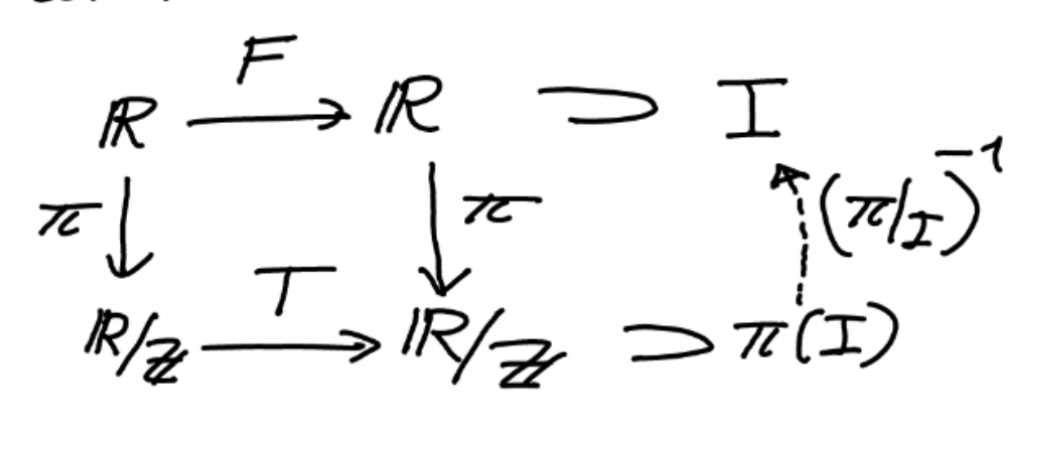 F
ℝ → ℝ ⊃ I
π ↓ ↓ π (π|_I)^{-1}
T
ℝ/ℤ → ℝ/ℤ ⊃ π(I)